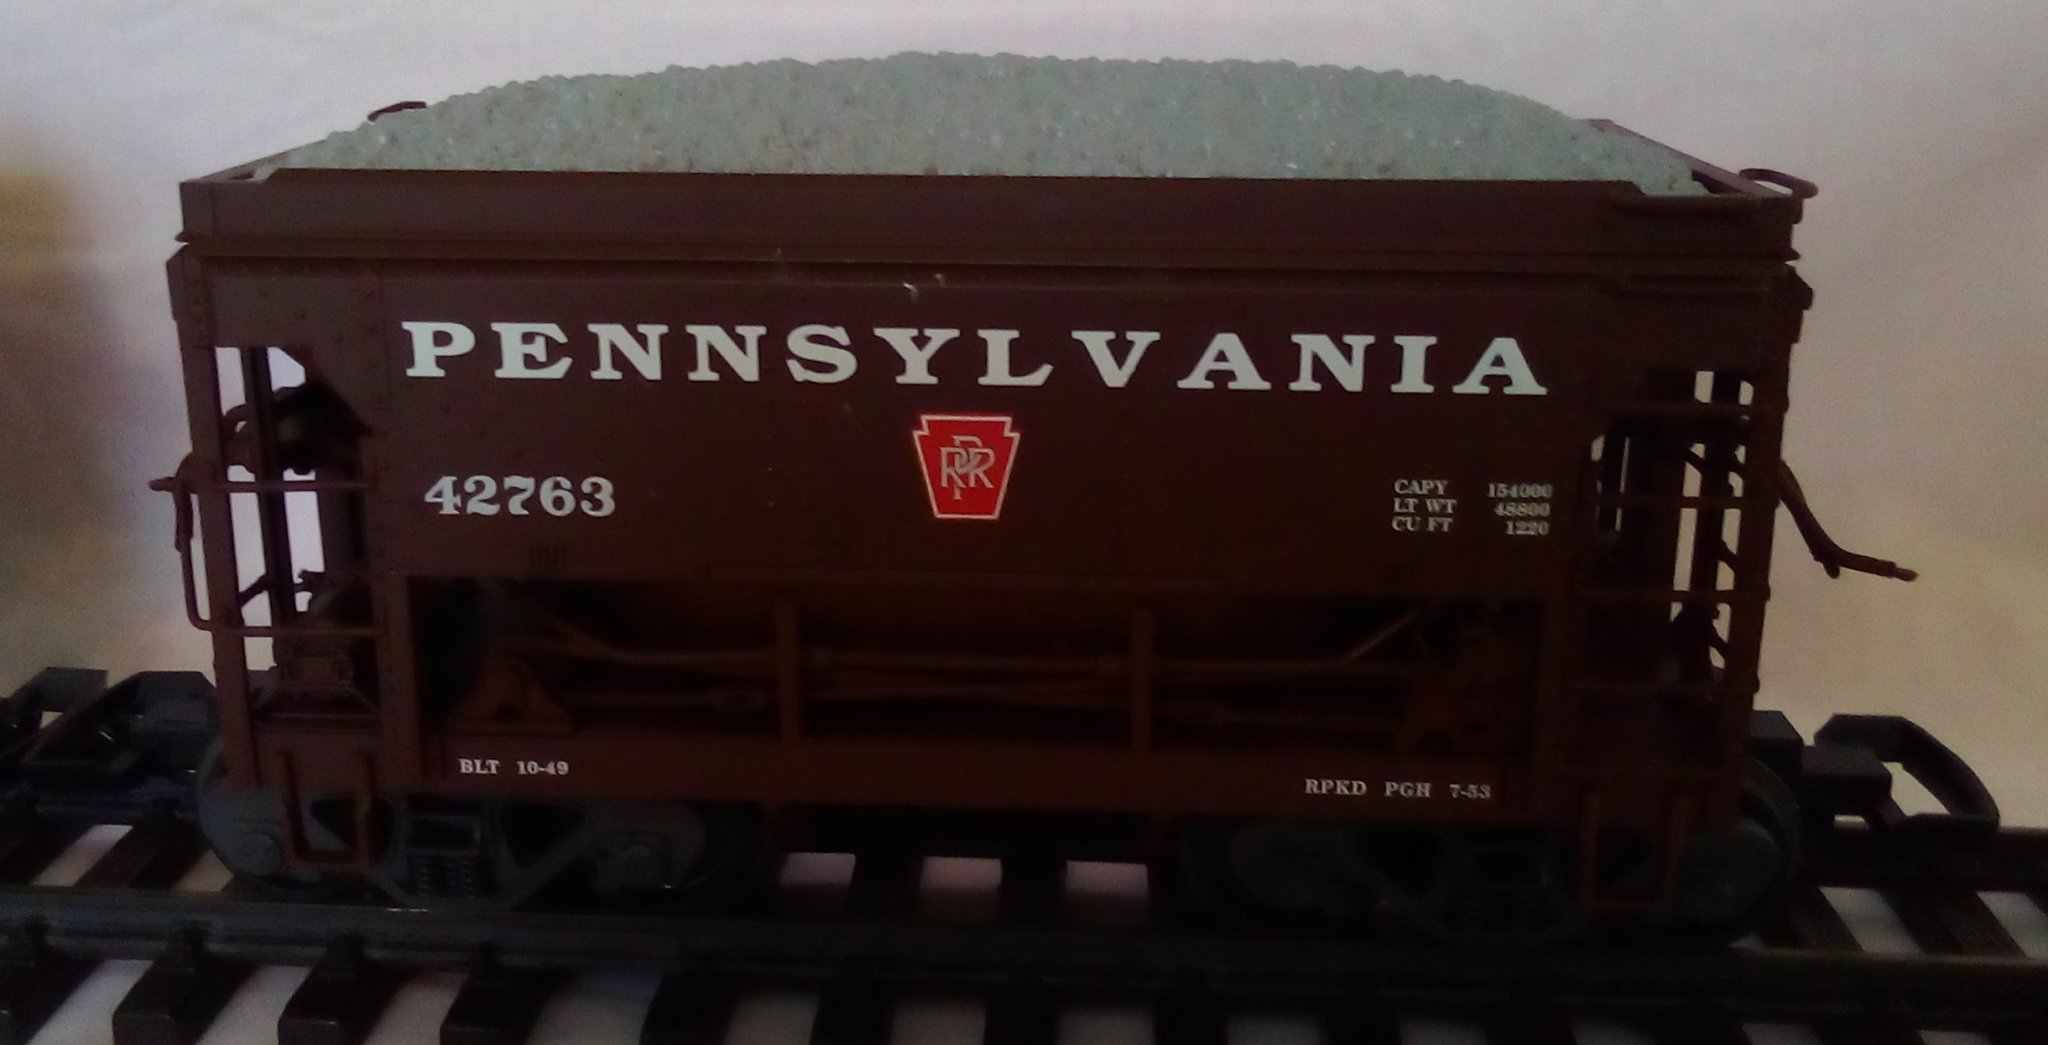 PENNSYLVANIA
42763
PRR
CAPY 154000
LT WT 48800
CU FT 1220
BLT 10-49
RPKD PGH 7-53